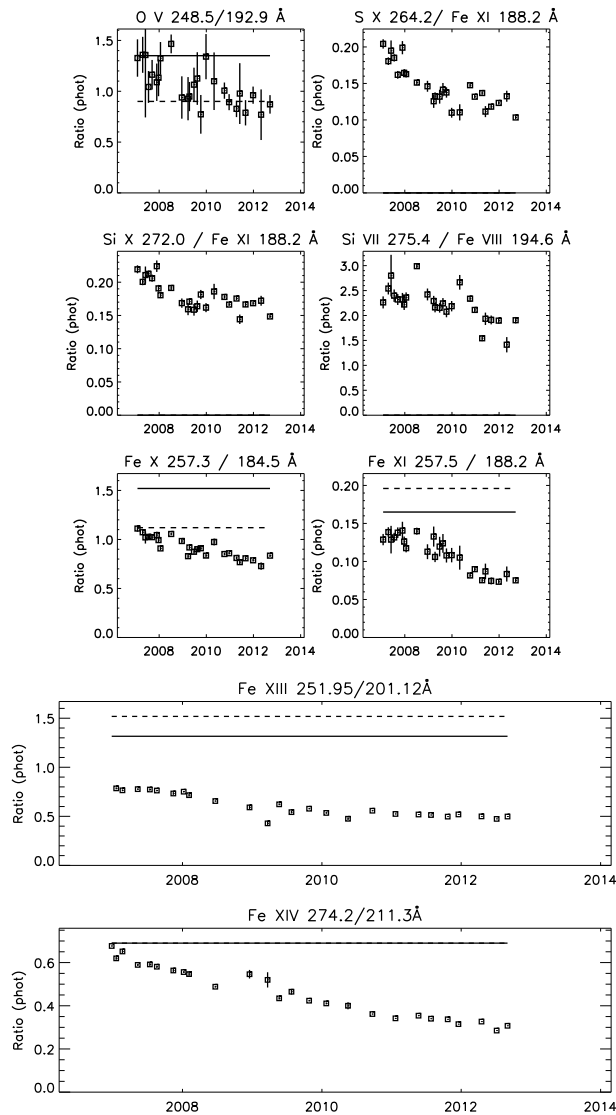 O V 248.5/192.9 Å
S X 264.2/ Fe XI 188.2 Å
Ratio (phot)
1.5
1.0
0.5
0.0
2008 2010 2012 2014
Ratio (phot)
0.20
0.15
0.10
0.05
0.00
2008 2010 2012 2014
Si X 272.0 / Fe XI 188.2 Å
Si VII 275.4 / Fe VIII 194.6 Å
Ratio (phot)
0.20
0.15
0.10
0.05
0.00
2008 2010 2012 2014
Ratio (phot)
3.0
2.5
2.0
1.5
1.0
0.5
0.0
2008 2010 2012 2014
Fe X 257.3 / 184.5 Å
Fe XI 257.5 / 188.2 Å
Ratio (phot)
1.5
1.0
0.5
0.0
2008 2010 2012 2014
Ratio (phot)
0.20
0.15
0.10
0.05
0.00
2008 2010 2012 2014
Fe XIII 251.95/201.12Å
Ratio (phot)
1.5
1.0
0.5
0.0
2008 2010 2012 2014
Fe XIV 274.2/211.3Å
Ratio (phot)
0.6
0.4
0.2
0.0
2008 2010 2012 2014